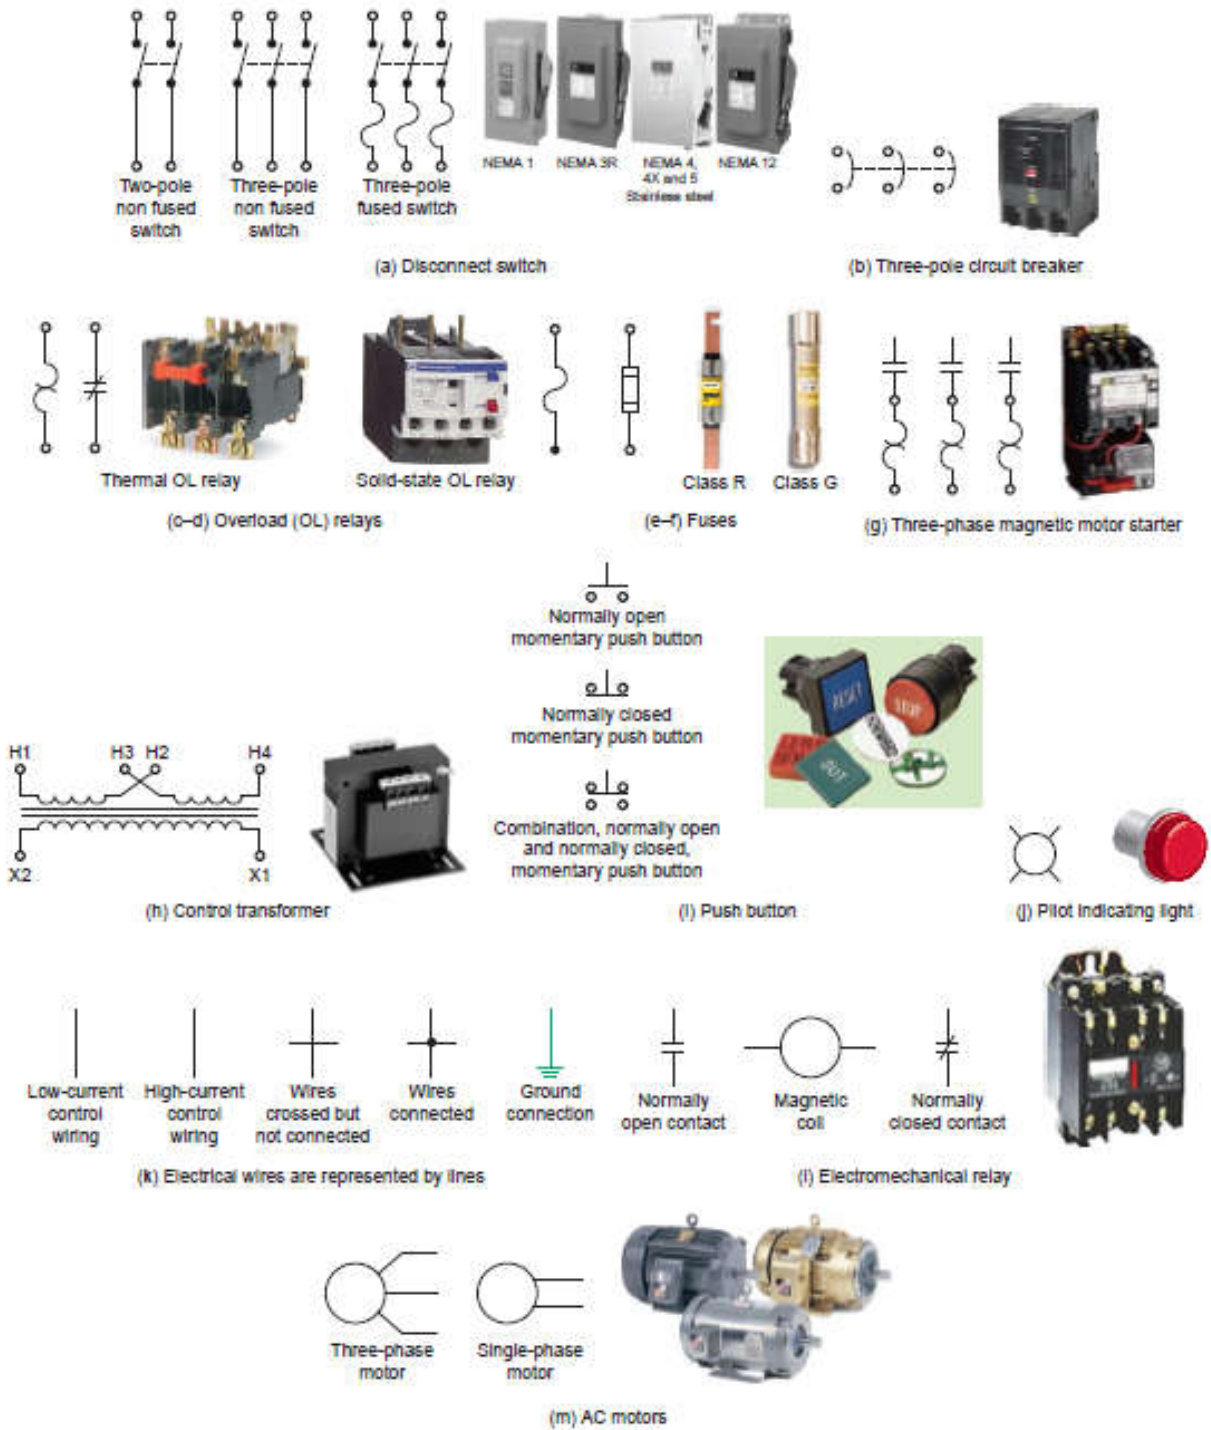 NEMA 1
NEMA 3R
NEMA 4,
4X and 5
Stainless steel
NEMA 12
Two-pole
non fused
switch
Three-pole
non fused
switch
Three-pole
fused switch
(a) Disconnect switch
(b) Three-pole circuit breaker
Thermal OL relay
Solid-state OL relay
Class R
Class G
(c–d) Overload (OL) relays
(e–f) Fuses
(g) Three-phase magnetic motor starter
Normally open
momentary push button
Normally closed
momentary push button
RESET
STOP
OUT
H1
H3
H2
H4
X2
X1
Combination, normally open
and normally closed,
momentary push button
(h) Control transformer
(i) Push button
(j) Pilot indicating light
Low-current
control
wiring
High-current
control
wiring
Wires
crossed but
not connected
Wires
connected
Ground
connection
Normally
open contact
Magnetic
coil
Normally
closed contact
(k) Electrical wires are represented by lines
(l) Electromechanical relay
Three-phase
motor
Single-phase
motor
(m) AC motors